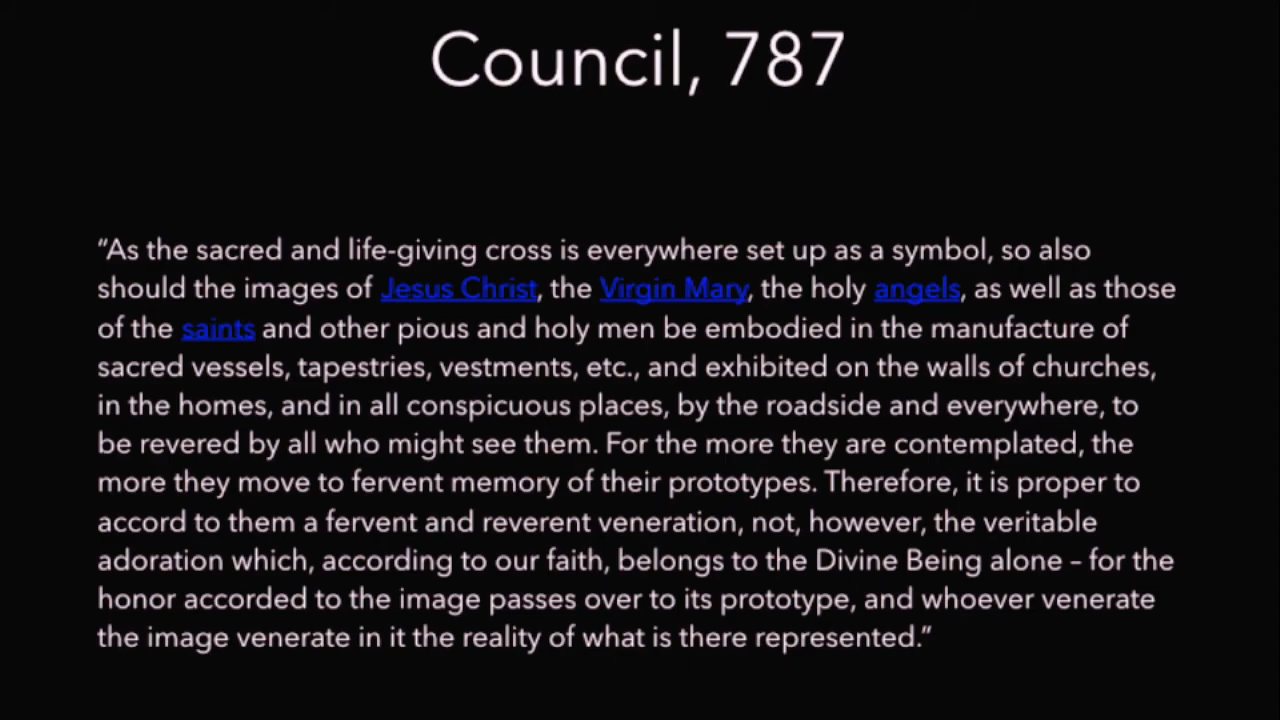 Council, 787
“As the sacred and life-giving cross is everywhere set up as a symbol, so also
should the images of Jesus Christ, the Virgin Mary, the holy angels, as well as those
of the saints and other pious and holy men be embodied in the manufacture of
sacred vessels, tapestries, vestments, etc., and exhibited on the walls of churches,
in the homes, and in all conspicuous places, by the roadside and everywhere, to
be revered by all who might see them. For the more they are contemplated, the
more they move to fervent memory of their prototypes. Therefore, it is proper to
accord to them a fervent and reverent veneration, not, however, the veritable
adoration which, according to our faith, belongs to the Divine Being alone – for the
honor accorded to the image passes over to its prototype, and whoever venerate
the image venerate in it the reality of what is there represented.”